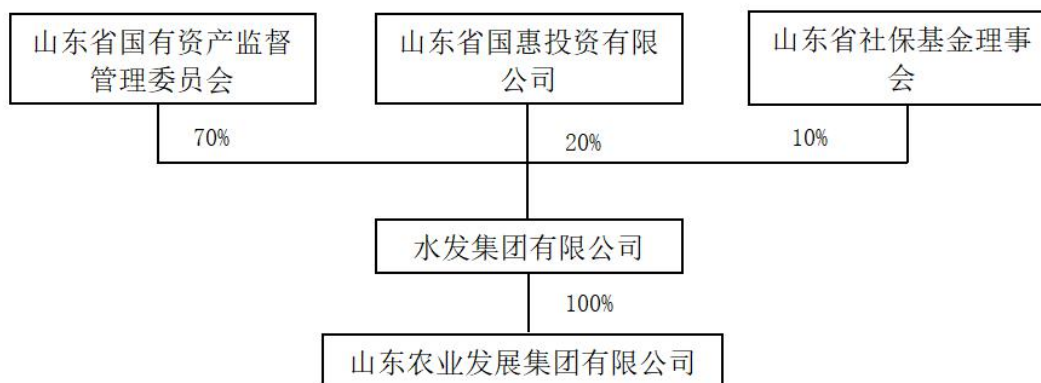 山东省国有资产监督
管理委员会
山东省国惠投资有限
公司
山东省社保基金理事
会
70%
20%
10%
水发集团有限公司
100%
山东农业发展集团有限公司